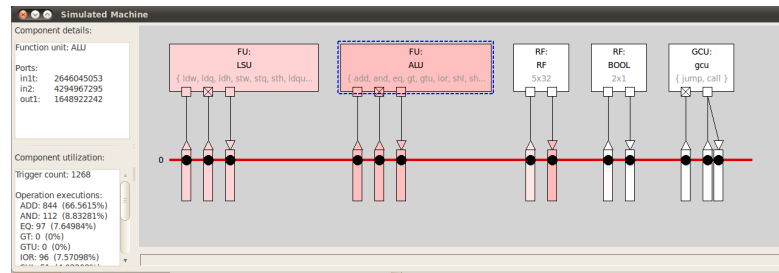 Simulated Machine
Component details:
Function unit: ALU
Ports:
in1t: 2646045053
in2: 4294967295
out1: 1648922242
Component utilization:
Trigger count: 1268
Operation executions:
ADD: 844 (66.5615%)
AND: 112 (8.83281%)
EQ: 97 (7.64984%)
GT: 0 (0%)
GTU: 0 (0%)
IOR: 96 (7.57098%)
FU:
LSU
{ ldw, ldq, ldh, stw, stq, sth, ldqu...
FU:
ALU
{ add, and, eq, gt, gtu, ior, shl, sh...
RF:
RF
5x32
RF:
BOOL
2x1
GCU:
gcu
{ jump, call }
0